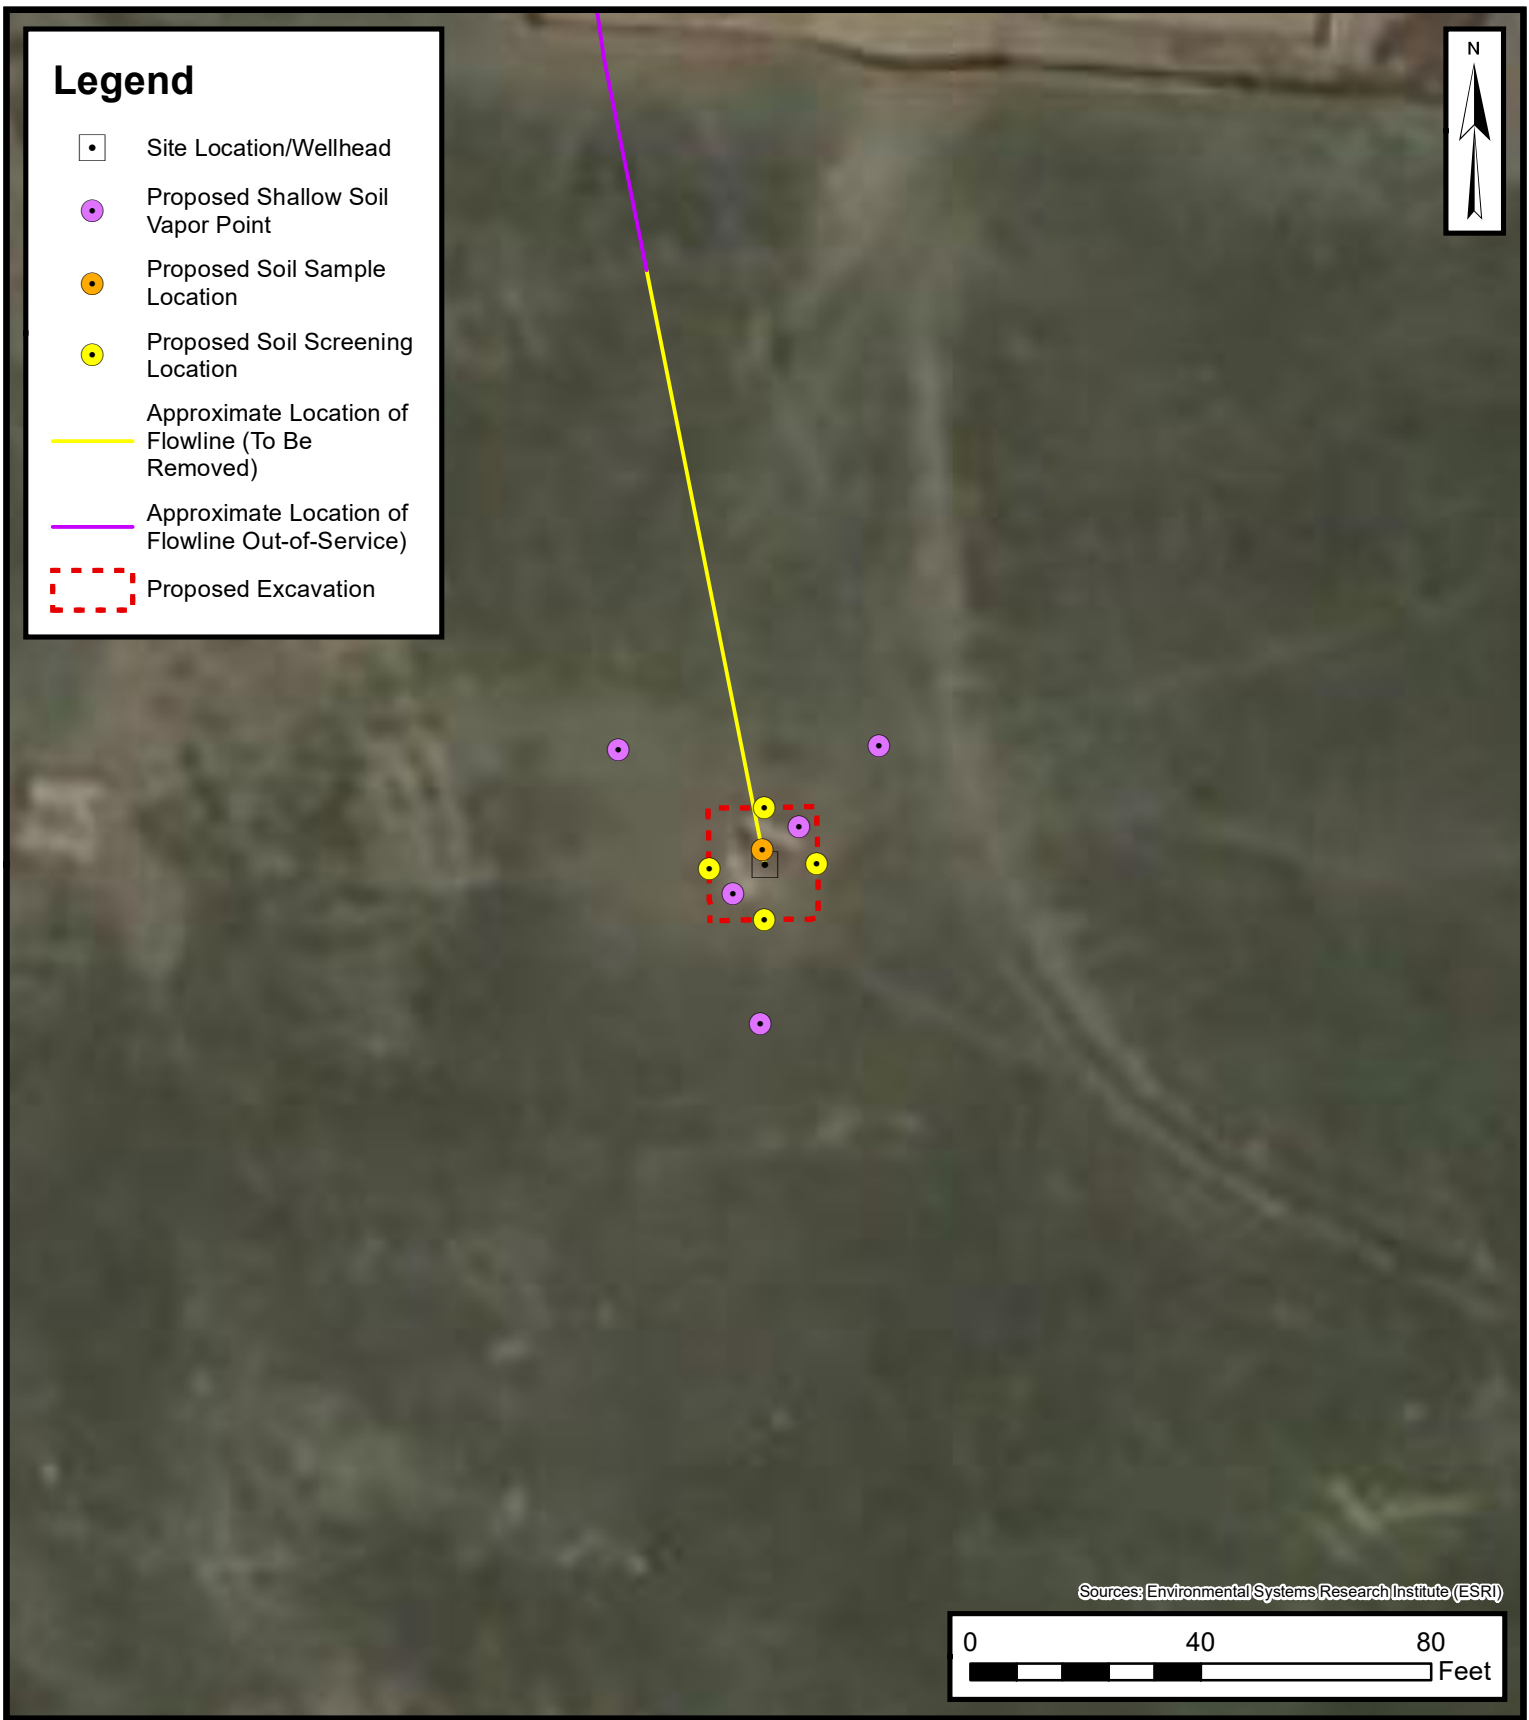 Legend
Site Location/Wellhead
Proposed Shallow Soil
Vapor Point
Proposed Soil Sample
Location
Proposed Soil Screening
Location
Approximate Location of
Flowline (To Be
Removed)
Approximate Location of
Flowline Out-of-Service)
Proposed Excavation
N
Sources: Environmental Systems Research Institute (ESRI)
0 40 80
Feet